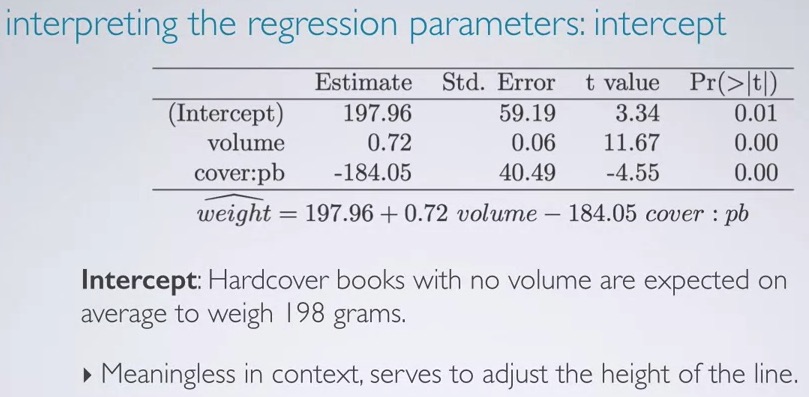 interpreting the regression parameters: intercept
Estimate Std. Error t value Pr(>|t|)
(Intercept) 197.96 59.19 3.34 0.01
volume 0.72 0.06 11.67 0.00
cover:pb -184.05 40.49 -4.55 0.00
\widehat{weight} = 197.96 + 0.72 volume − 184.05 cover : pb
Intercept: Hardcover books with no volume are expected on
average to weigh 198 grams.
▸ Meaningless in context, serves to adjust the height of the line.